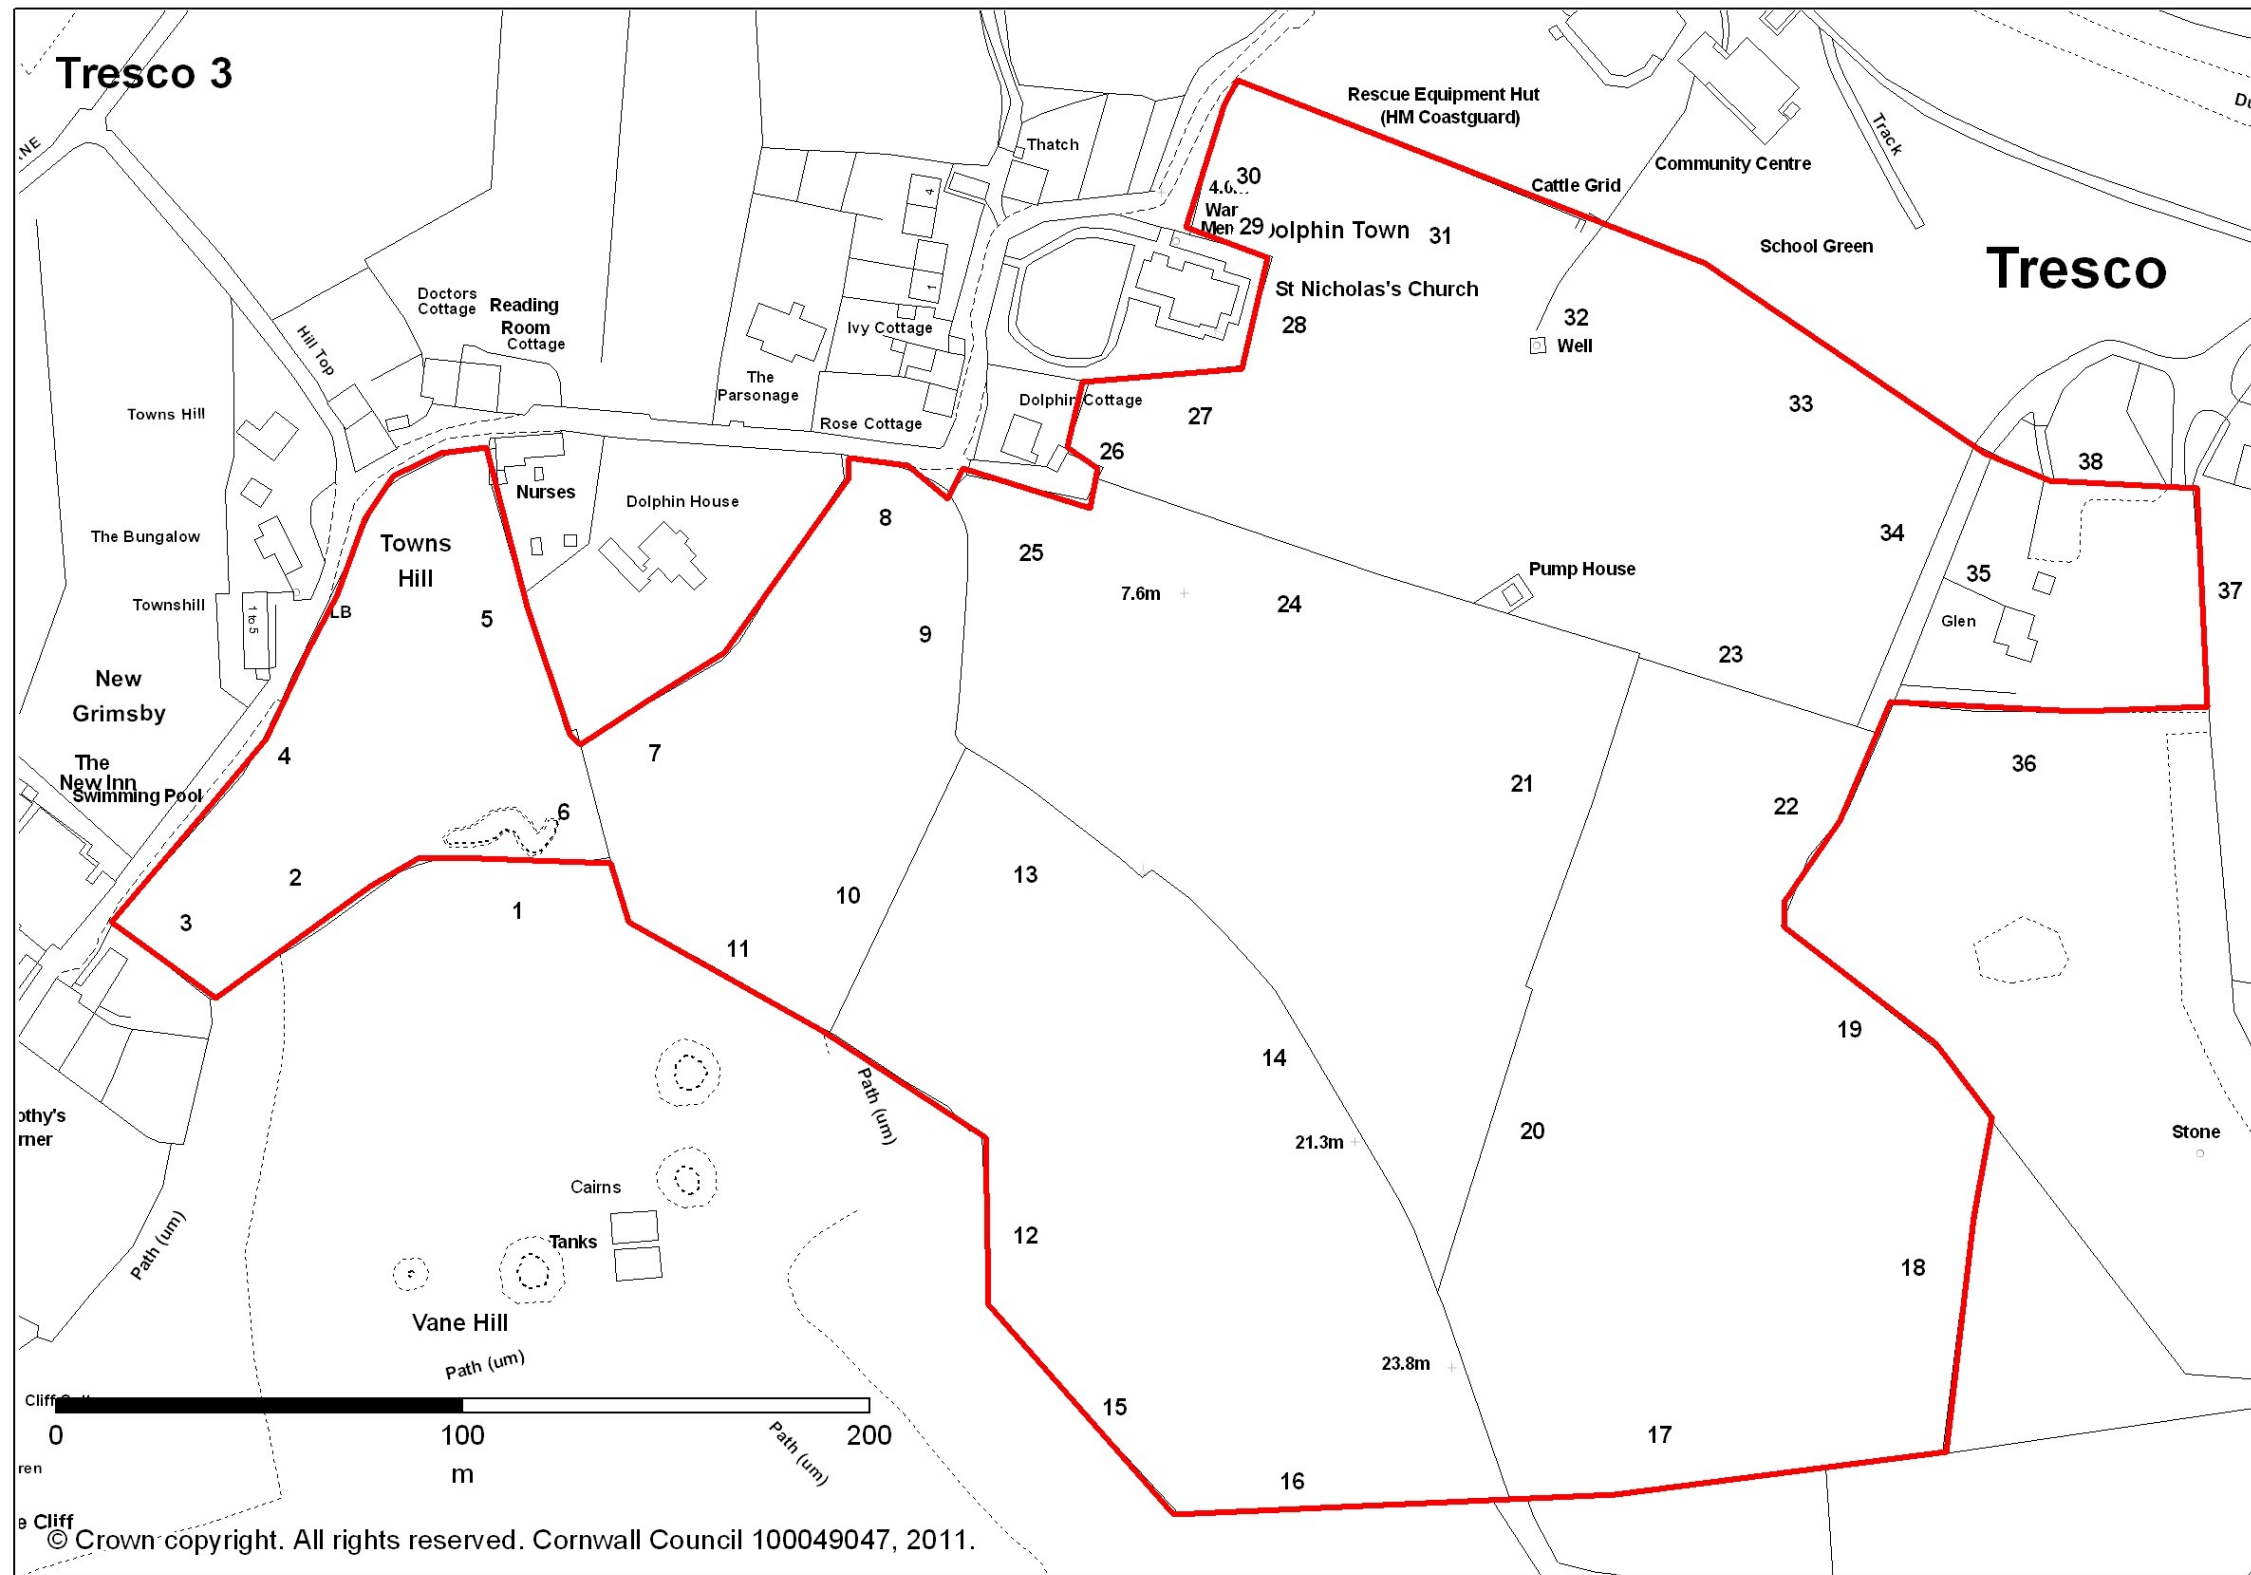 Tresco 3
Rescue Equipment Hut
(HM Coastguard)
Track
Thatch
Community Centre
Cattle Grid
30
4
War
29
Dolphin Town
31
School Green
Tresco
St Nicholas's Church
28
32
Well
Doctors
Cottage
Reading
Room
Cottage
Hill Top
1
Ivy Cottage
The
Parsonage
Dolphin Cottage
27
33
Towns Hill
Rose Cottage
26
38
Nurses
Dolphin House
8
34
The Bungalow
Towns
Hill
25
Pump House
35
7.6m
24
37
Townshill
1 to 5
LB
5
9
Glen
23
New
Grimsby
4
7
36
The
New Inn
Swimming Pool
21
22
6
2
13
10
1
3
11
19
14
Path (um)
20
21.3m
Stone
Cairns
Tanks
12
Path (um)
18
Vane Hill
Path (um)
23.8m
15
17
0
100
200
m
Path (um)
16
© Crown copyright. All rights reserved. Cornwall Council 100049047, 2011.